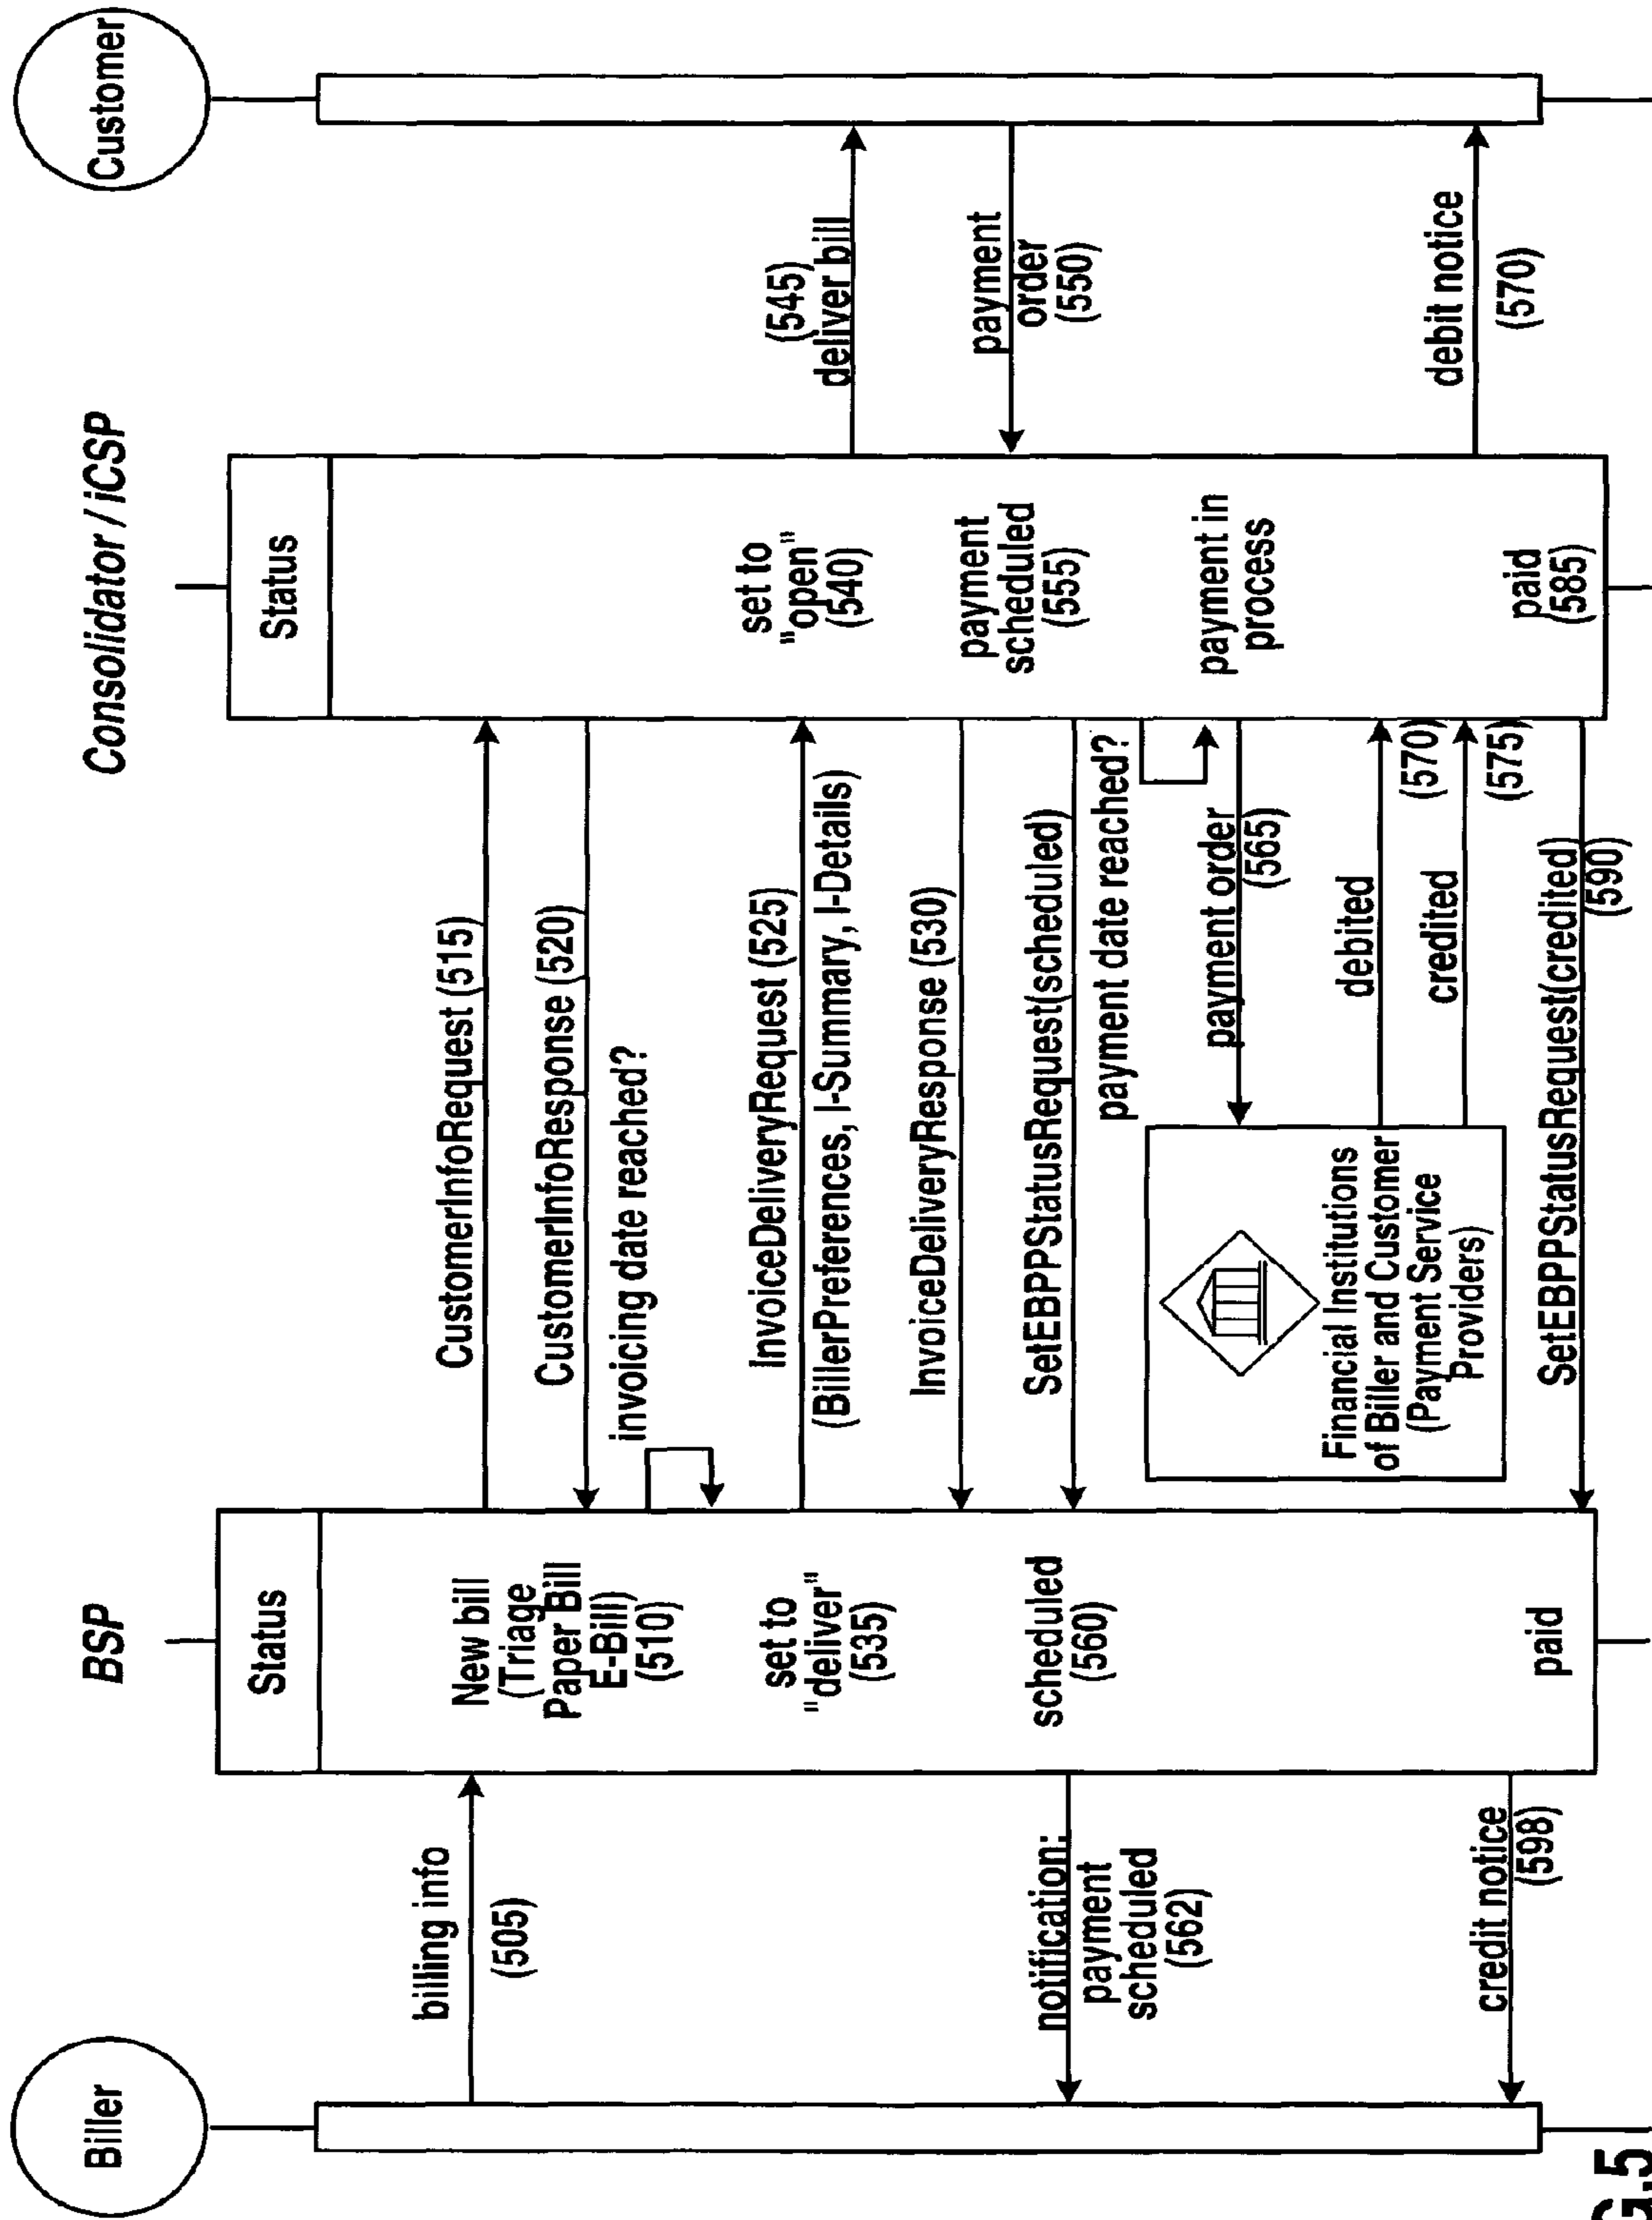 Biller
BSP
Consolidator / iCSP
Customer
Status
Status
billing info
(505)
New bill
(Triage
Paper Bill
E-Bill)
(510)
CustomerInfoRequest (515)
CustomerInfoResponse (520)
invoicing date reached?
set to
"deliver"
(535)
InvoiceDeliveryRequest (525)
(BillerPreferences, I-Summary, I-Details)
set to
"open"
(540)
(545)
deliver bill
InvoiceDeliveryResponse (530)
payment
scheduled
(555)
payment
order
(550)
SetEBPPStatusRequest(scheduled)
scheduled
(560)
notification:
payment
scheduled
(562)
payment date reached?
payment in
process
payment order
(565)
Financial Institutions
of Biller and Customer
(Payment Service
Providers)
debited
(570)
credited
(575)
debit notice
(570)
paid
(585)
SetEBPPStatusRequest(credited)
(590)
paid
credit notice
(598)
G.5